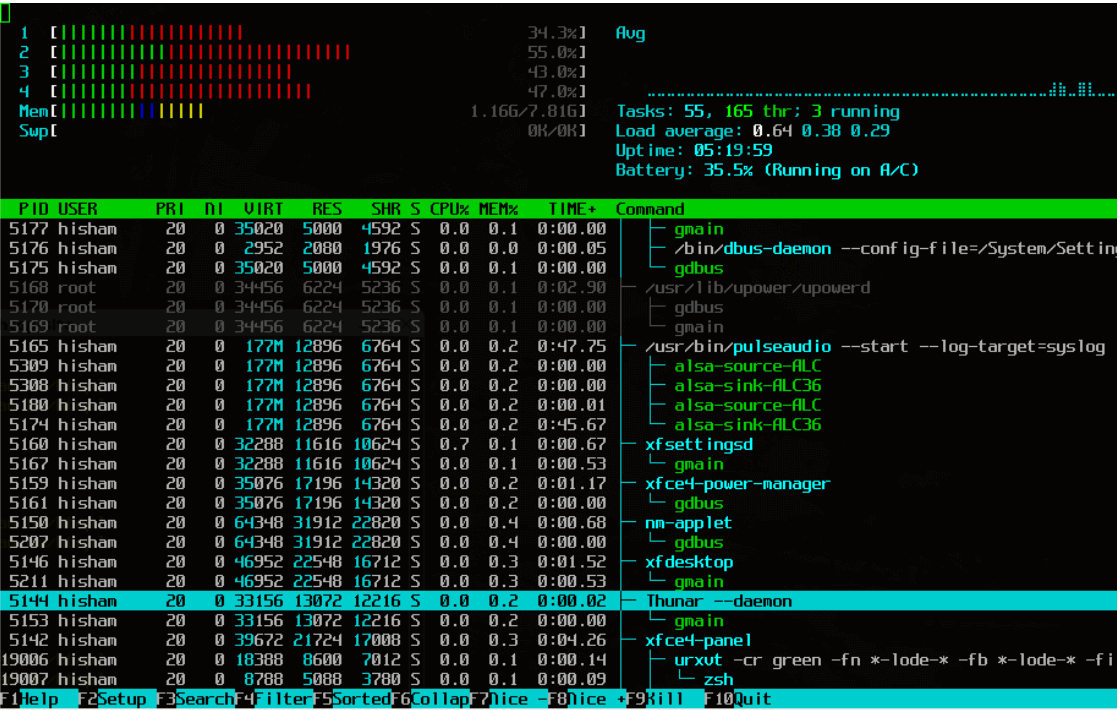 1 [||||||||||||||||||| 34.3%] Avg
2 [|||||||||||||||||||||||||||||| 55.0%]
3 [|||||||||||||||||||||||| 43.0%]
4 [|||||||||||||||||||||||||| 47.0%]
Mem[||||||||||||||| 1.16G/7.81G] Tasks: 55, 165 thr; 3 running
Swp[ 0K/0K] Load average: 0.64 0.38 0.29
Uptime: 05:19:59
Battery: 35.5% (Running on A/C)
PID USER PRI NI VIRT RES SHR S CPU% MEM% TIME+ Command
5177 hisham 20 0 35020 5000 4592 S 0.0 0.1 0:00.00 ├─ gmain
5176 hisham 20 0 2952 2080 1976 S 0.0 0.0 0:00.05 ├─ /bin/dbus-daemon --config-file=/System/Setting
5175 hisham 20 0 35020 5000 4592 S 0.0 0.1 0:00.00 └─ gdbus
5168 root 20 0 34456 6224 5236 S 0.0 0.1 0:02.90 ├─ /usr/lib/upower/upowerd
5170 root 20 0 34456 6224 5236 S 0.0 0.1 0:00.00 ├─ gdbus
5169 root 20 0 34456 6224 5236 S 0.0 0.1 0:00.00 └─ gmain
5165 hisham 20 0 177M 12896 6764 S 0.0 0.2 0:47.75 ├─ /usr/bin/pulseaudio --start --log-target=syslog
5309 hisham 20 0 177M 12896 6764 S 0.0 0.2 0:00.00 ├─ alsa-source-ALC
5308 hisham 20 0 177M 12896 6764 S 0.0 0.2 0:00.00 ├─ alsa-sink-ALC36
5180 hisham 20 0 177M 12896 6764 S 0.0 0.2 0:00.01 ├─ alsa-source-ALC
5174 hisham 20 0 177M 12896 6764 S 0.0 0.2 0:45.67 └─ alsa-sink-ALC36
5160 hisham 20 0 32288 11616 10624 S 0.7 0.1 0:00.67 ├─ xfsettingsd
5167 hisham 20 0 32288 11616 10624 S 0.0 0.1 0:00.53 └─ gmain
5159 hisham 20 0 35076 17196 14320 S 0.0 0.2 0:01.17 ├─ xfce4-power-manager
5161 hisham 20 0 35076 17196 14320 S 0.0 0.2 0:00.00 └─ gdbus
5150 hisham 20 0 64348 31912 22820 S 0.0 0.4 0:00.68 ├─ nm-applet
5207 hisham 20 0 64348 31912 22820 S 0.0 0.4 0:00.00 └─ gdbus
5146 hisham 20 0 46952 22548 16712 S 0.0 0.3 0:01.52 ├─ xfdesktop
5211 hisham 20 0 46952 22548 16712 S 0.0 0.3 0:00.53 └─ gmain
5144 hisham 20 0 33156 13072 12216 S 0.0 0.2 0:00.02 ├─ Thunar --daemon
5153 hisham 20 0 33156 13072 12216 S 0.0 0.2 0:00.00 └─ gmain
5142 hisham 20 0 39672 21724 17008 S 0.0 0.3 0:04.26 ├─ xfce4-panel
19006 hisham 20 0 18388 8600 7012 S 0.0 0.1 0:00.14 ├─ urxvt -cr green -fn *-lode-* -fb *-lode-* -fi
19007 hisham 20 0 8788 5088 3780 S 0.0 0.1 0:00.09 └─ zsh
F1Help F2Setup F3SearchF4FilterF5SortedF6CollapF7Nice -F8Nice +F9Kill F10Quit